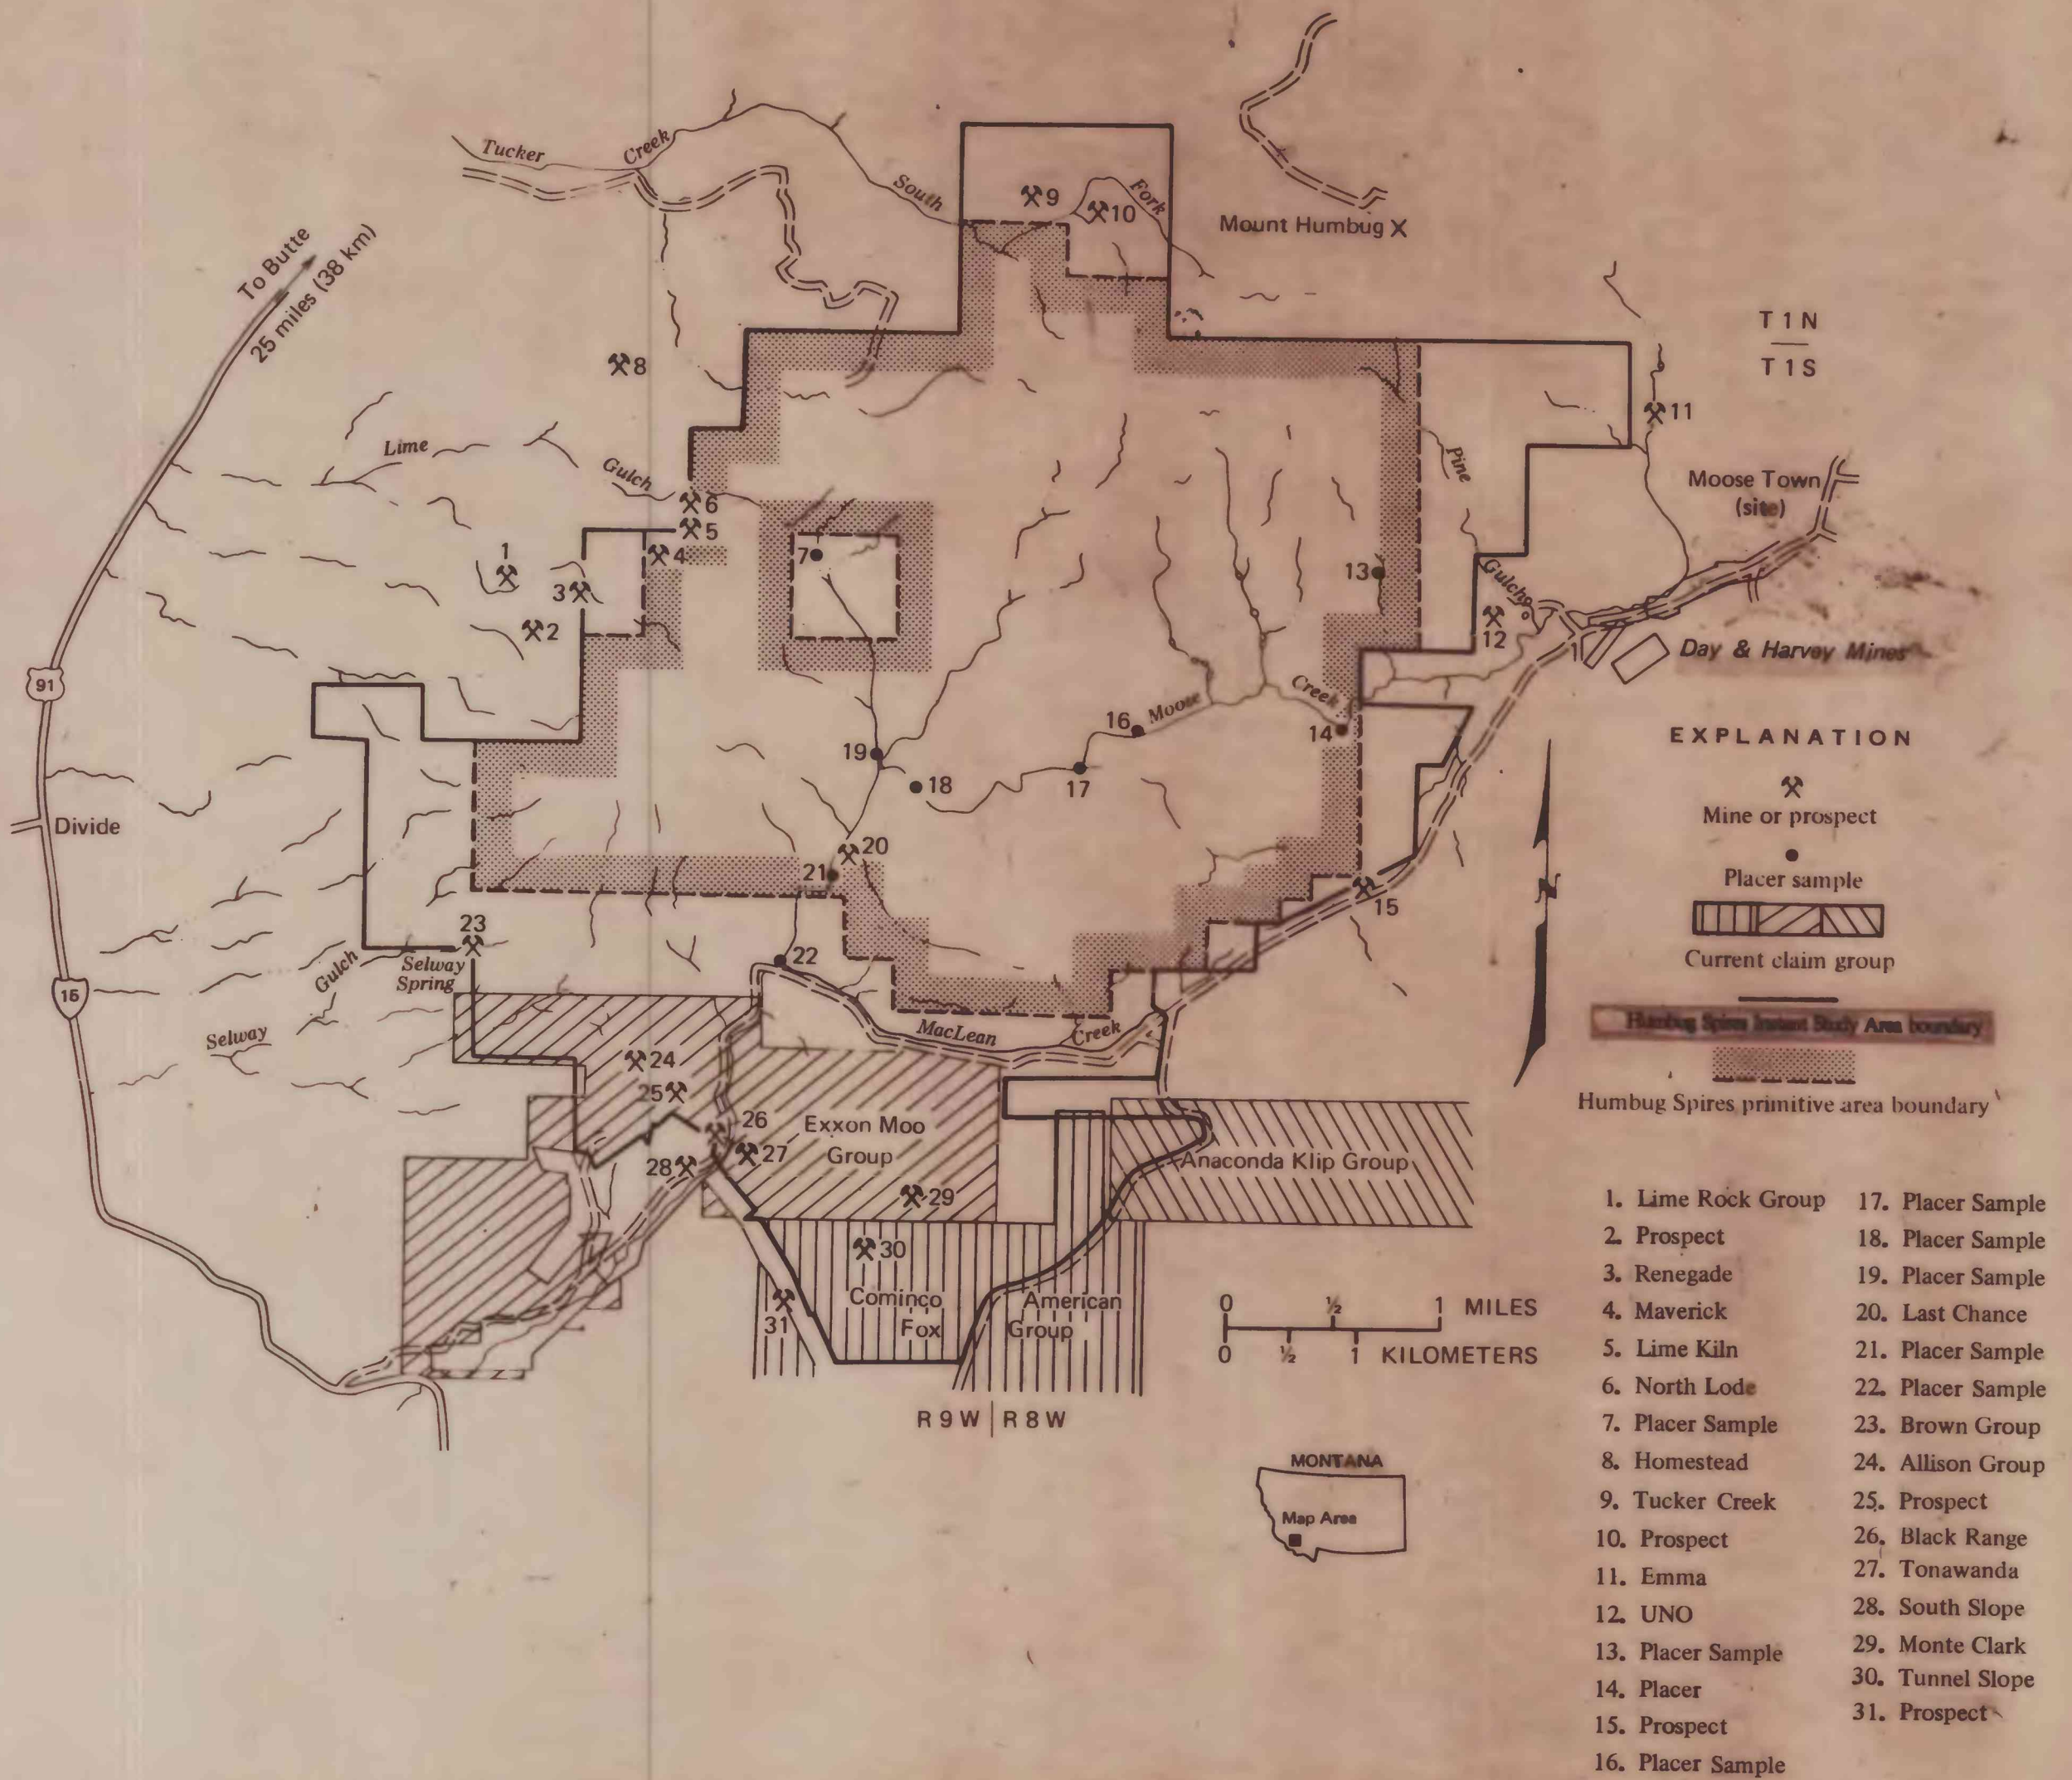 Tucker
Creek
South
Fork
9
10
Mount Humbug X
To Butte
25 miles (38 km)
T 1 N
T 1 S
8
11
Lime
Gulch
Pine
Moose Town
(site)
6
5
4
7
1
3
2
13
Gulch
12
Day & Harvey Mines
91
Creek
Moose
16
14
19
18
17
Divide
20
21
15
N
23
22
Selway
Spring
Gulch
15
Selway
MacLean
Creek
24
25
26
Exxon Moo
Group
27
28
Anaconda Klip Group
29
30
31
Cominco
American
Fox
Group
0 ½ 1 MILES
0 ½ 1 KILOMETERS
R 9 W R 8 W
MONTANA
Map Area
EXPLANATION
Mine or prospect
Placer sample
Current claim group
Humbug Spires Instant Study Area boundary
Humbug Spires primitive area boundary
1. Lime Rock Group
2. Prospect
3. Renegade
4. Maverick
5. Lime Kiln
6. North Lode
7. Placer Sample
8. Homestead
9. Tucker Creek
10. Prospect
11. Emma
12. UNO
13. Placer Sample
14. Placer
15. Prospect
16. Placer Sample
17. Placer Sample
18. Placer Sample
19. Placer Sample
20. Last Chance
21. Placer Sample
22. Placer Sample
23. Brown Group
24. Allison Group
25. Prospect
26. Black Range
27. Tonawanda
28. South Slope
29. Monte Clark
30. Tunnel Slope
31. Prospect